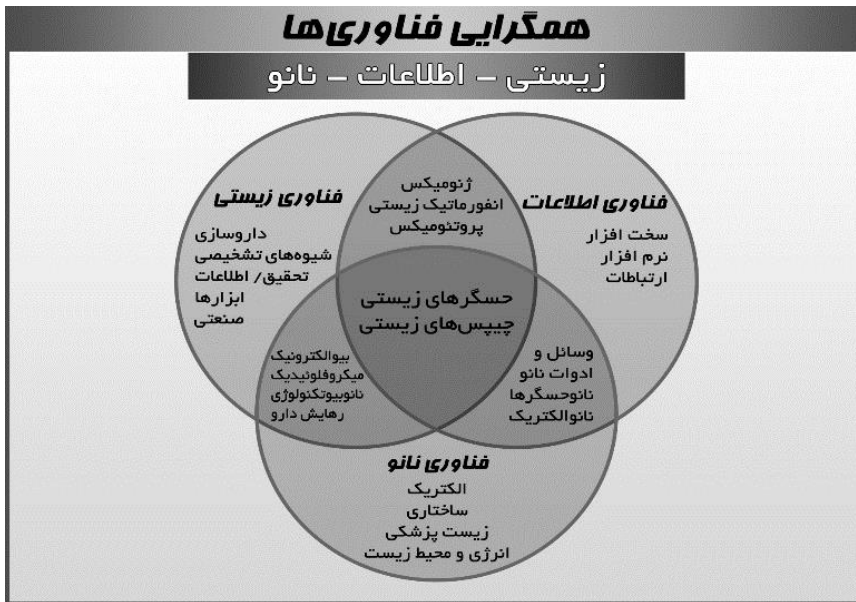 همگرایی فناوری‌ها
زیستی - اطلاعات - نانو
فناوری اطلاعات
سخت افزار
نرم افزار
ارتباطات
ژنومیکس
انفورماتیک زیستی
پروتئومیکس
فناوری زیستی
داروسازی
شیوه‌های تشخیصی
تحقیق/ اطلاعات
ابزارها
صنعتی
حسگرهای زیستی
چیپس‌های زیستی
وسائل و
ادوات نانو
نانوحسگرها
نانوالکتریک
بیوالکترونیک
میکروفلوئیدیک
نانوبیوتکنولوژی
رهایش دارو
فناوری نانو
الکتریک
ساختاری
زیست پزشکی
انرژی و محیط زیست